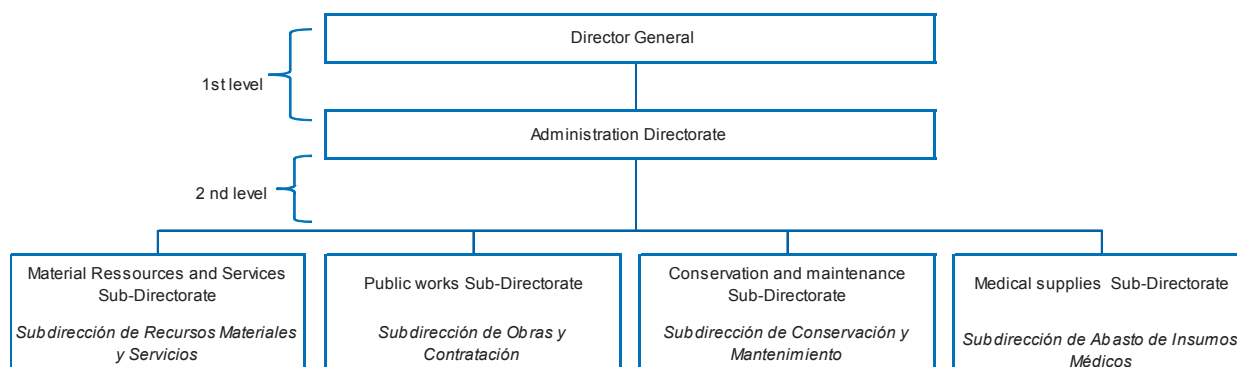 Director General
1st level
Administration Directorate
2 nd level
Material Ressources and Services
Sub-Directorate
Subdirección de Recursos Materiales
y Servicios
Public works Sub-Directorate
Subdirección de Obras y
Contratación
Conservation and maintenance
Sub-Directorate
Subdirección de Conservación y
Mantenimiento
Medical supplies Sub-Directorate
Subdirección de Abasto de Insumos
Médicos